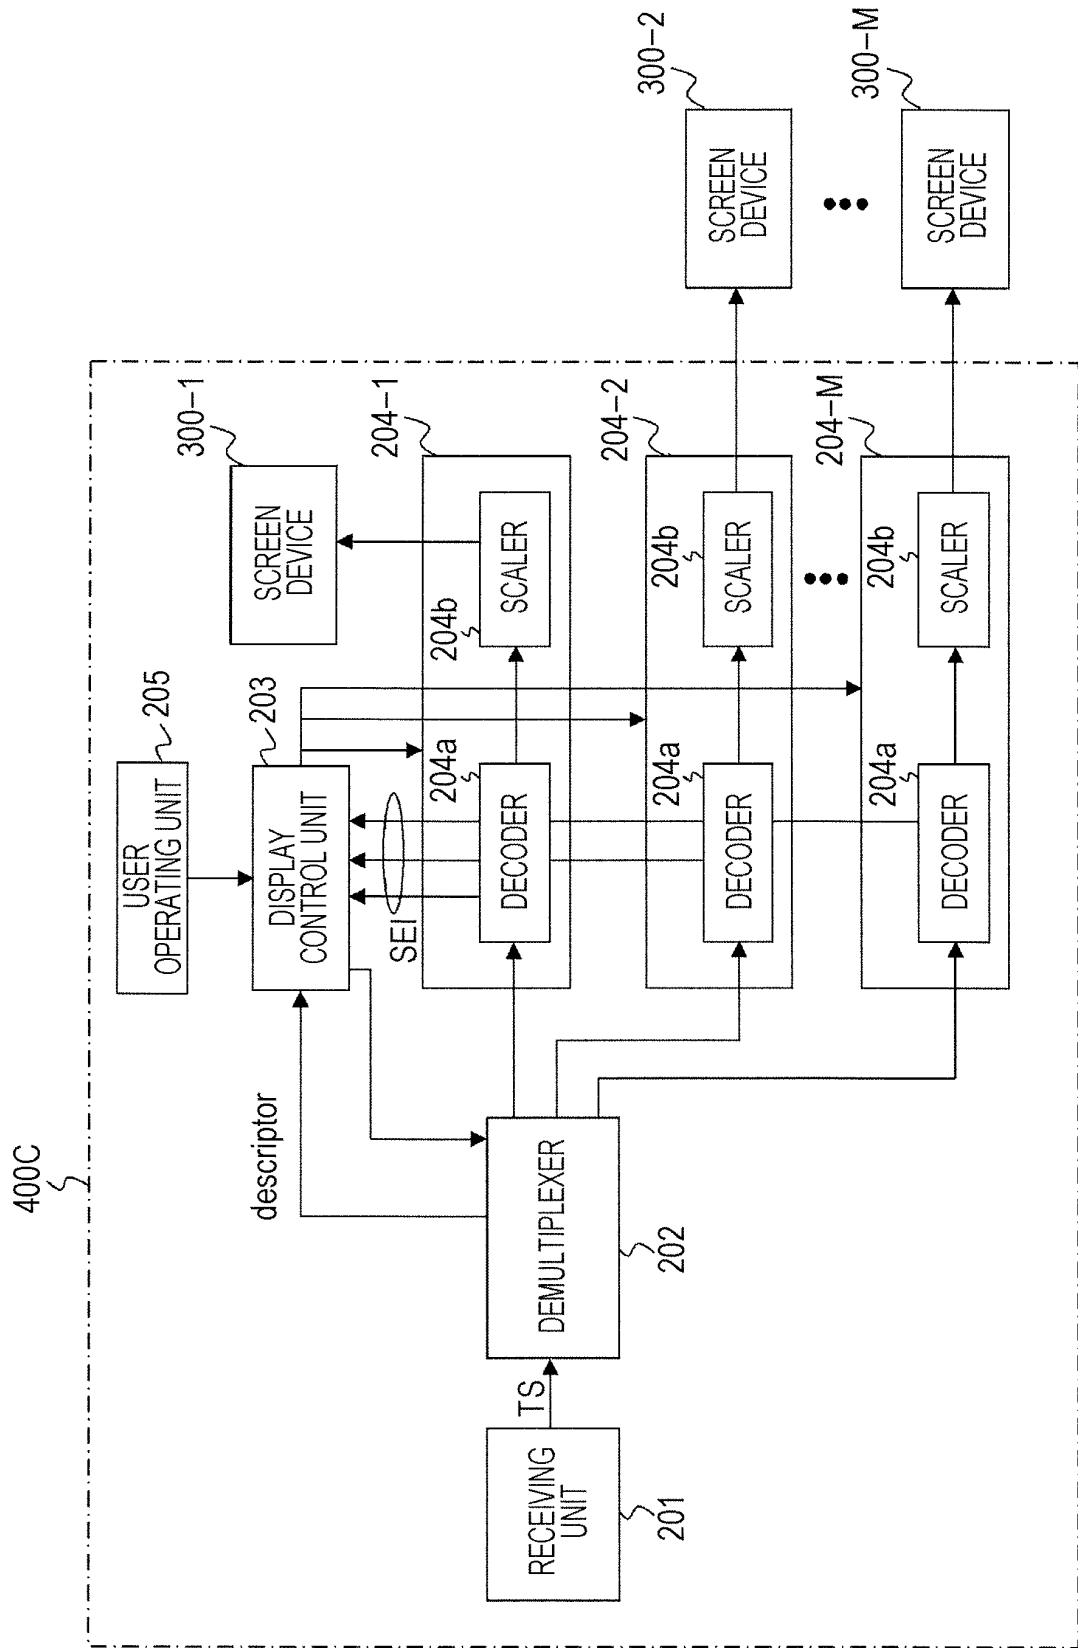 400C
USER
OPERATING UNIT
205
descriptor
DISPLAY
CONTROL UNIT
203
SCREEN
DEVICE
300-1
SEI
RECEIVING
UNIT
201
TS
DEMULTIPLEXER
202
204-1
DECODER
204a
SCALER
204b
204-2
DECODER
204a
SCALER
204b
SCREEN
DEVICE
300-2
204-M
DECODER
204a
SCALER
204b
SCREEN
DEVICE
300-M